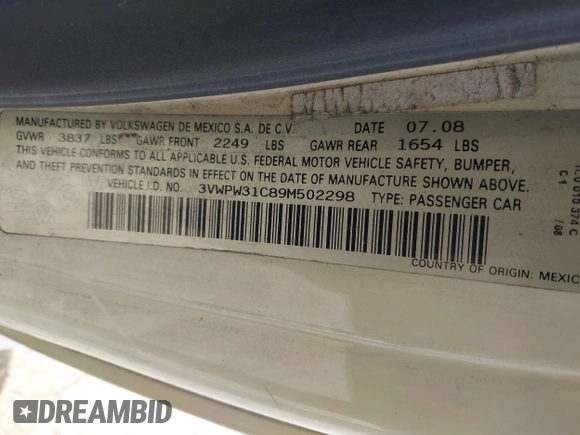 MANUFACTURED BY VOLKSWAGEN DE MEXICO S.A. DE C.V. DATE 07.08
GVWR 3837 LBS GAWR FRONT 2249 LBS GAWR REAR 1654 LBS
THIS VEHICLE CONFORMS TO ALL APPLICABLE U.S. FEDERAL MOTOR VEHICLE SAFETY, BUMPER,
AND THEFT PREVENTION STANDARDS IN EFFECT ON THE DATE OF MANUFACTURE SHOWN ABOVE.
VEHICLE I.D. NO. 3VWPW31C89M502298 TYPE: PASSENGER CAR
COUNTRY OF ORIGIN: MEXIC
C1 / 08
DREAMBID